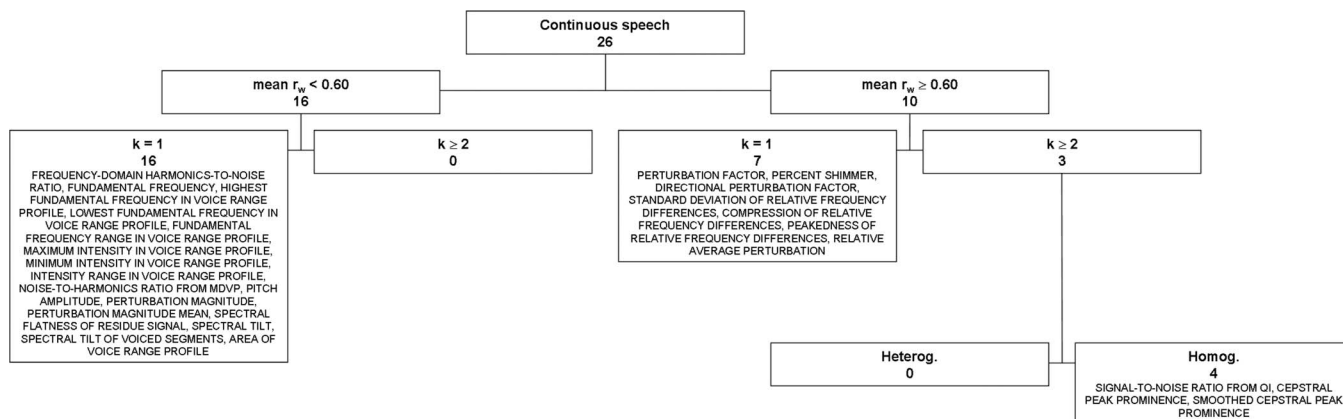 Continuous speech
26
mean r_w < 0.60
16
mean r_w ≥ 0.60
10
k = 1
16
FREQUENCY-DOMAIN HARMONICS-TO-NOISE
RATIO, FUNDAMENTAL FREQUENCY, HIGHEST
FUNDAMENTAL FREQUENCY IN VOICE RANGE
PROFILE, LOWEST FUNDAMENTAL FREQUENCY IN
VOICE RANGE PROFILE, FUNDAMENTAL
FREQUENCY RANGE IN VOICE RANGE PROFILE,
MAXIMUM INTENSITY IN VOICE RANGE PROFILE,
MINIMUM INTENSITY IN VOICE RANGE PROFILE,
INTENSITY RANGE IN VOICE RANGE PROFILE,
NOISE-TO-HARMONICS RATIO FROM MDVP, PITCH
AMPLITUDE, PERTURBATION MAGNITUDE,
PERTURBATION MAGNITUDE MEAN, SPECTRAL
FLATNESS OF RESIDUE SIGNAL, SPECTRAL TILT,
SPECTRAL TILT OF VOICED SEGMENTS, AREA OF
VOICE RANGE PROFILE
k ≥ 2
0
k = 1
7
PERTURBATION FACTOR, PERCENT SHIMMER,
DIRECTIONAL PERTURBATION FACTOR,
STANDARD DEVIATION OF RELATIVE FREQUENCY
DIFFERENCES, COMPRESSION OF RELATIVE
FREQUENCY DIFFERENCES, PEAKEDNESS OF
RELATIVE FREQUENCY DIFFERENCES, RELATIVE
AVERAGE PERTURBATION
k ≥ 2
3
Heterog.
0
Homog.
4
SIGNAL-TO-NOISE RATIO FROM QI, CEPSTRAL
PEAK PROMINENCE, SMOOTHED CEPSTRAL PEAK
PROMINENCE